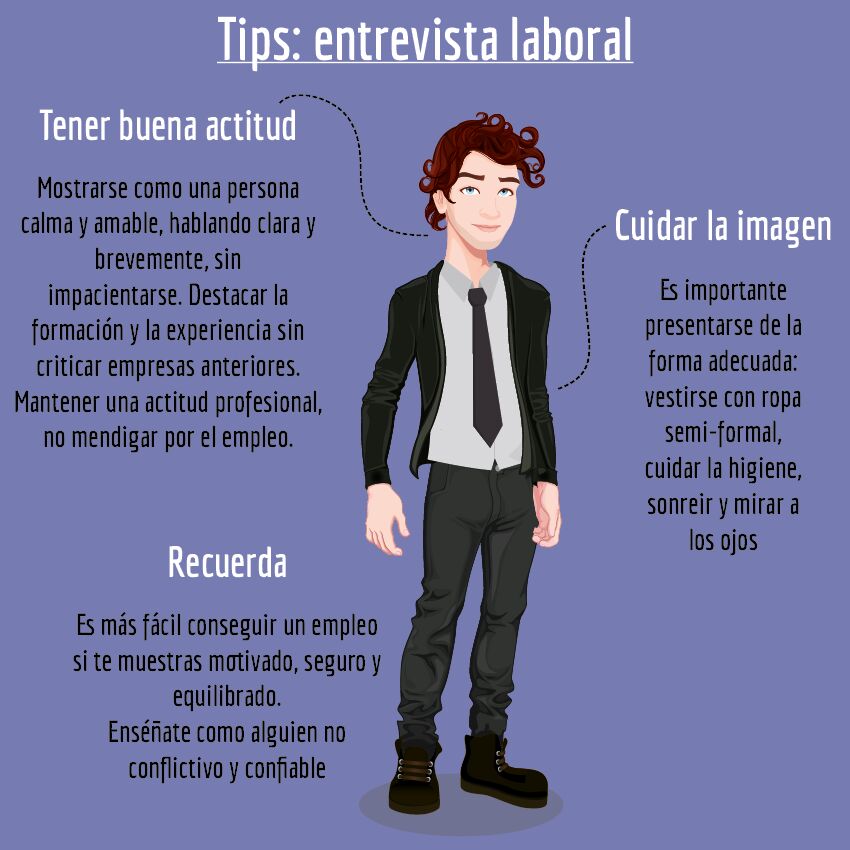 Tips: entrevista laboral
Tener buena actitud
Mostrarse como una persona
calma y amable, hablando clara y
brevemente, sin
impacientarse. Destacar la
formación y la experiencia sin
criticar empresas anteriores.
Mantener una actitud profesional,
no mendigar por el empleo.
Cuidar la imagen
Es importante
presentarse de la
forma adecuada:
vestirse con ropa
semi-formal,
cuidar la higiene,
sonreir y mirar a
los ojos
Recuerda
Es más fácil conseguir un empleo
si te muestras motivado, seguro y
equilibrado.
Enséñate como alguien no
conflictivo y confiable